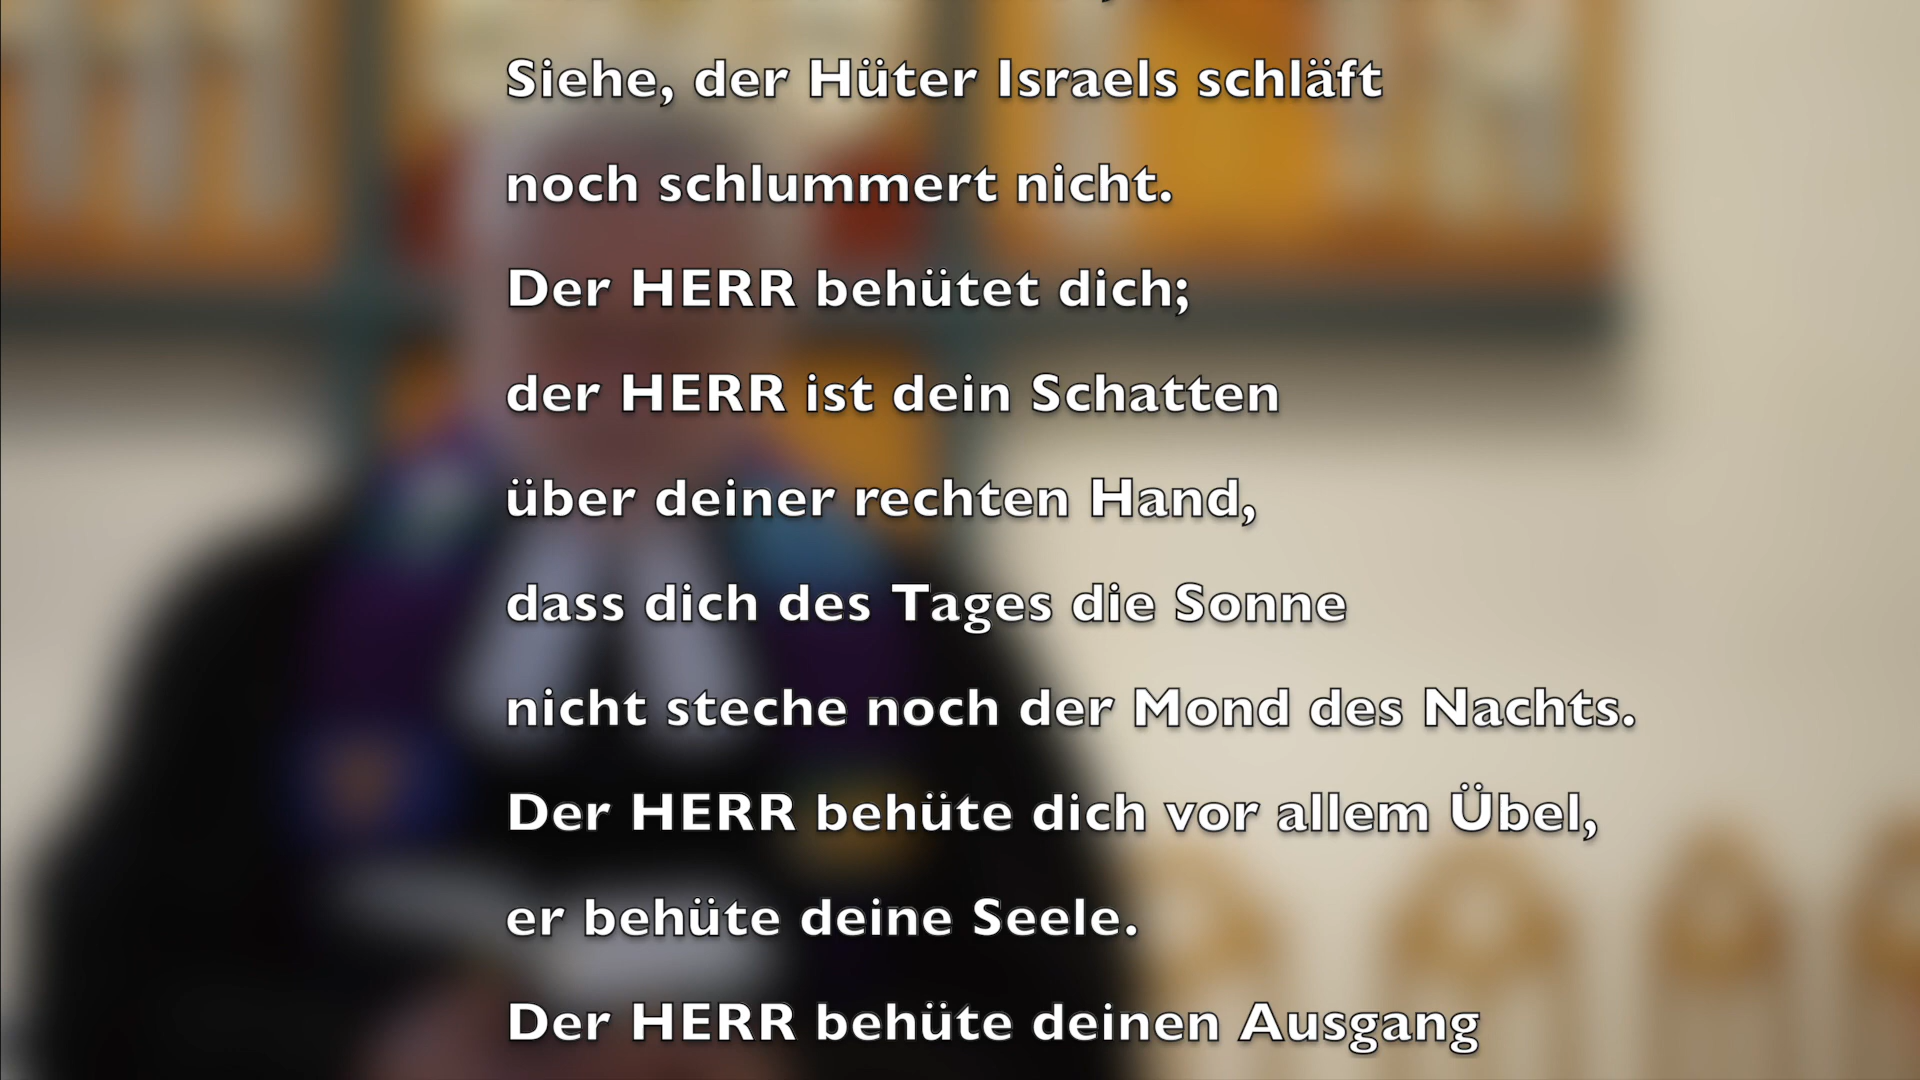 Siehe, der Hüter Israels schläft
noch schlummert nicht.
Der HERR behütet dich;
der HERR ist dein Schatten
über deiner rechten Hand,
dass dich des Tages die Sonne
nicht steche noch der Mond des Nachts.
Der HERR behüte dich vor allem Übel,
er behüte deine Seele.
Der HERR behüte deinen Ausgang